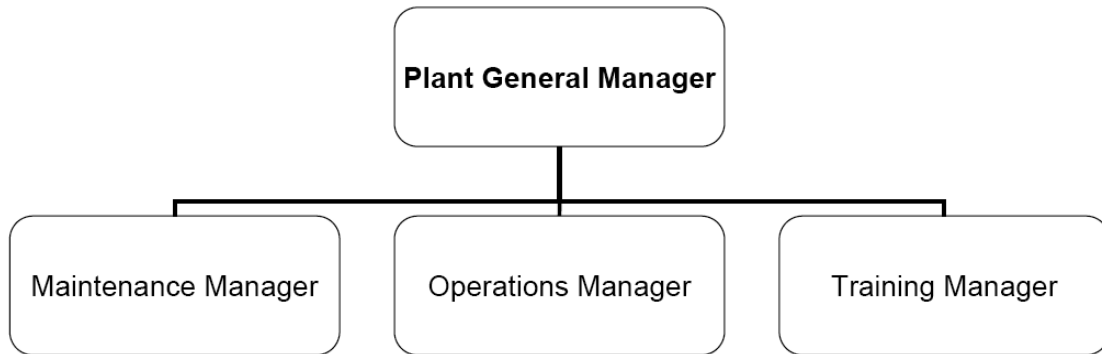 Plant General Manager
Maintenance Manager
Operations Manager
Training Manager